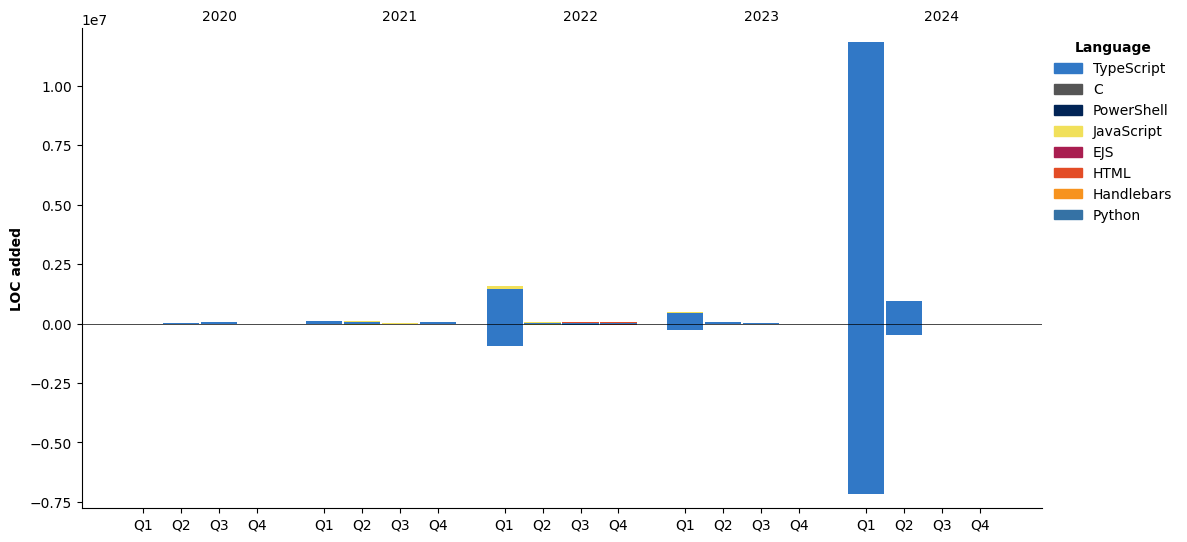 2020 2021 2022 2023 2024
1e7
Language
TypeScript
C
PowerShell
JavaScript
EJS
HTML
Handlebars
Python
LOC added
1.00
0.75
0.50
0.25
0.00
−0.25
−0.50
−0.75
Q1 Q2 Q3 Q4 Q1 Q2 Q3 Q4 Q1 Q2 Q3 Q4 Q1 Q2 Q3 Q4 Q1 Q2 Q3 Q4